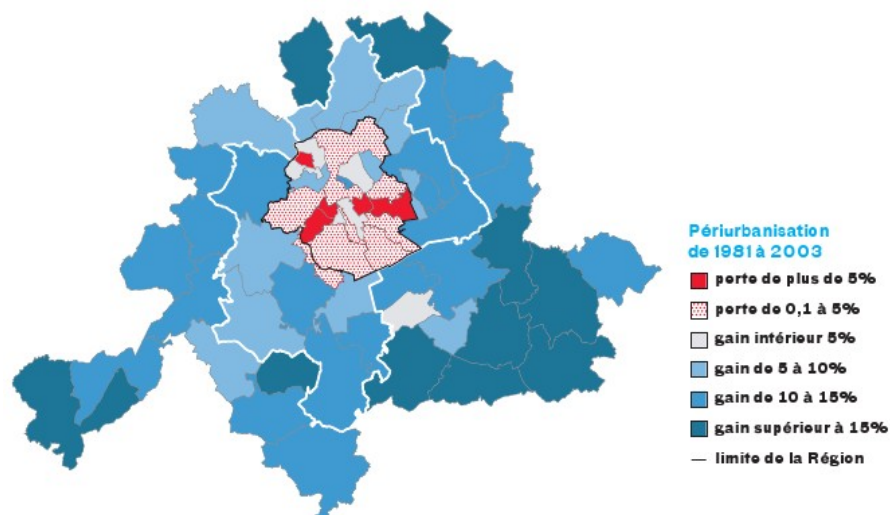 Périurbanisation
de 1981 à 2003
perte de plus de 5%
perte de 0,1 à 5%
gain intérieur 5%
gain de 5 à 10%
gain de 10 à 15%
gain supérieur à 15%
limite de la Région